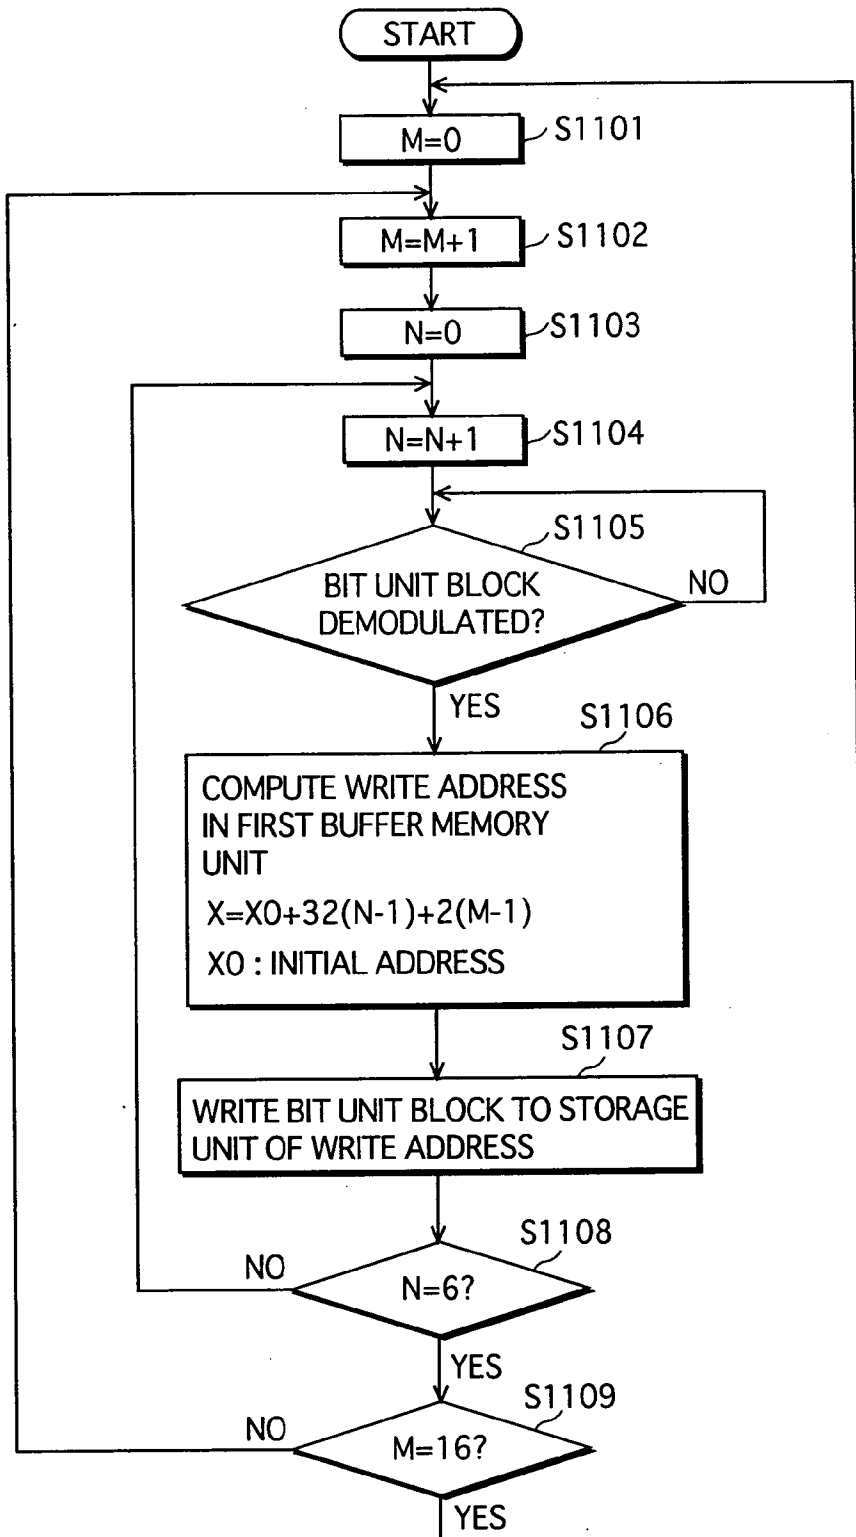 START
M=0
S1101
M=M+1
S1102
N=0
S1103
N=N+1
S1104
S1105
BIT UNIT BLOCK
DEMODULATED?
NO
YES
S1106
COMPUTE WRITE ADDRESS
IN FIRST BUFFER MEMORY
UNIT
X=X0+32(N-1)+2(M-1)
X0 : INITIAL ADDRESS
S1107
WRITE BIT UNIT BLOCK TO STORAGE
UNIT OF WRITE ADDRESS
S1108
NO
N=6?
YES
S1109
NO
M=16?
YES